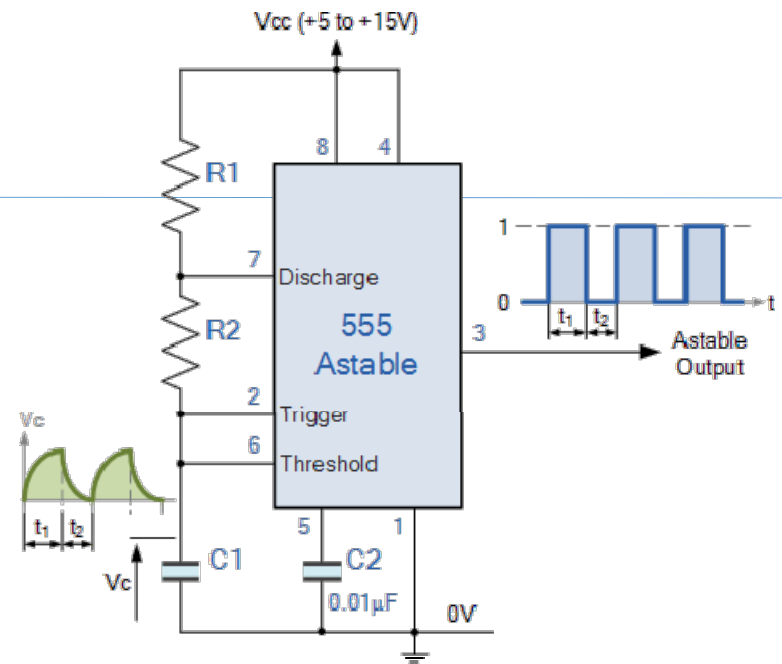 Vcc (+5 to +15V)
8
4
R1
7
Discharge
1
0
t
t1
t2
R2
555
Astable
3
Astable
Output
2
Trigger
Vc
6
Threshold
t1
t2
5
1
C1
C2
Vc
0.01µF
0V